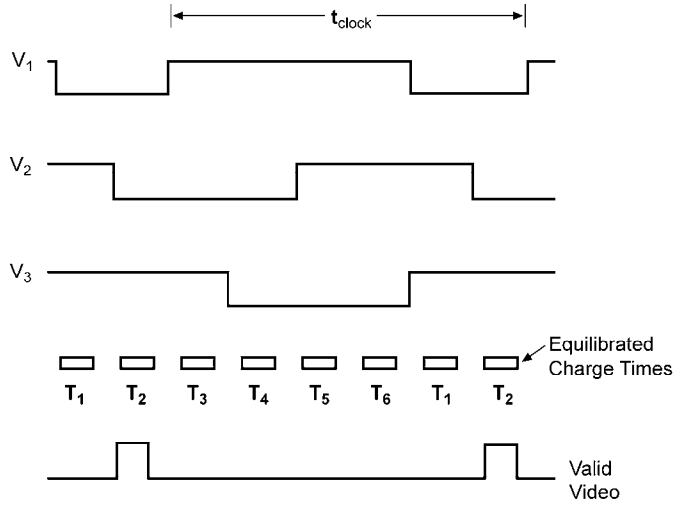 t_clock
V₁
V₂
V₃
Equilibrated
Charge Times
T₁ T₂ T₃ T₄ T₅ T₆ T₁ T₂
Valid
Video